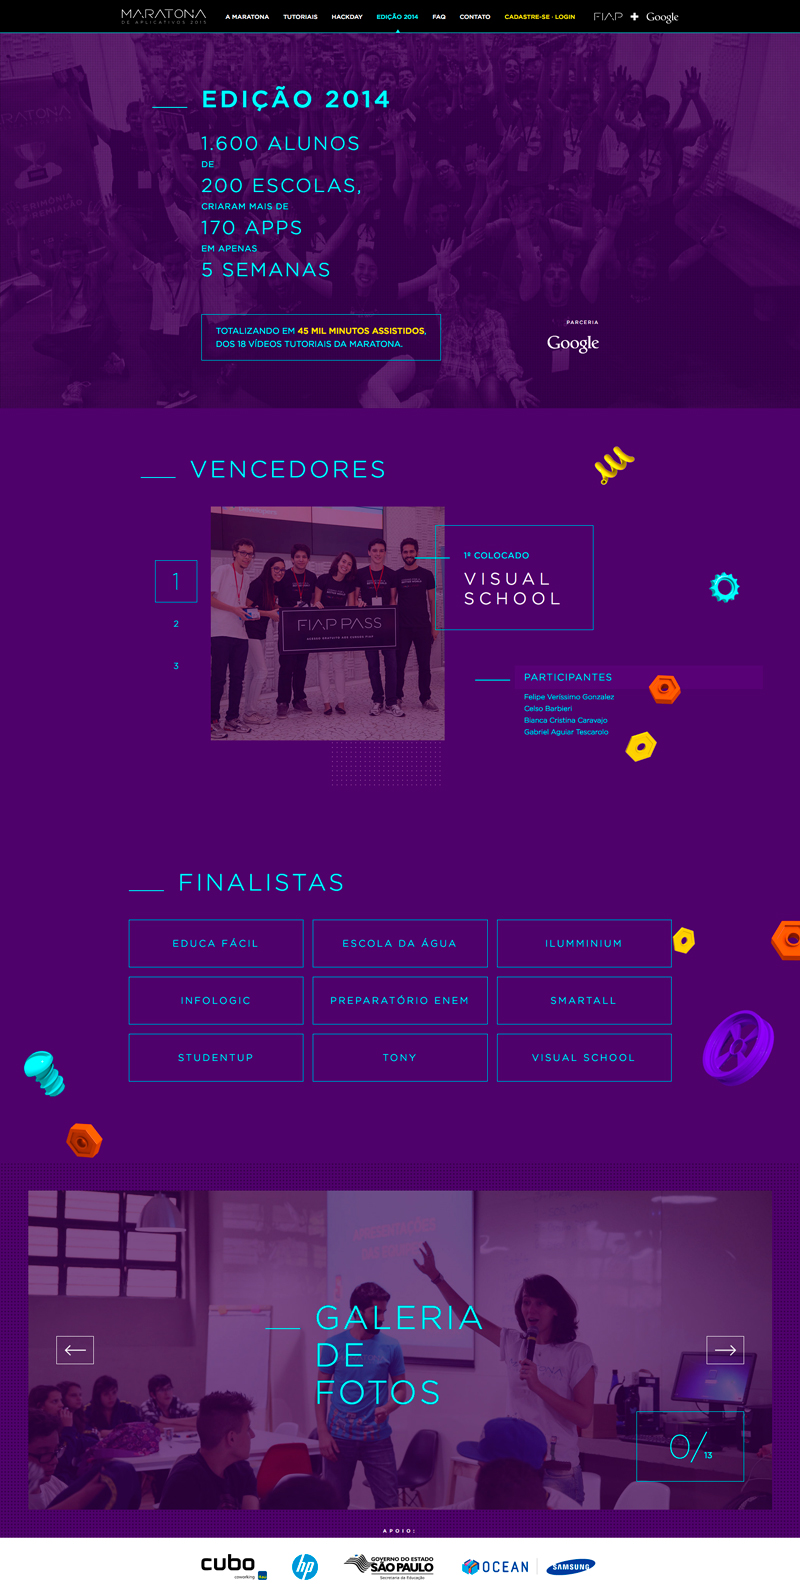 MARATONA
DE APLICATIVOS 2015
A MARATONA
TUTORIAIS
HACKDAY
EDIÇÃO 2014
FAQ
CONTATO
CADASTRE-SE · LOGIN
FIAP + Google
EDIÇÃO 2014
1.600 ALUNOS
DE
200 ESCOLAS,
CRIARAM MAIS DE
170 APPS
EM APENAS
5 SEMANAS
TOTALIZANDO EM 45 MIL MINUTOS ASSISTIDOS,
DOS 18 VÍDEOS TUTORIAIS DA MARATONA.
PARCERIA
Google
VENCEDORES
1
2
3
FIAP PASS
1º COLOCADO
VISUAL
SCHOOL
PARTICIPANTES
Felipe Veríssimo Gonzalez
Celso Barbieri
Bianca Cristina Caravajo
Gabriel Aguiar Tescarolo
FINALISTAS
EDUCA FÁCIL
ESCOLA DA ÁGUA
ILUMMINIUM
INFOLOGIC
PREPARATÓRIO ENEM
SMARTALL
STUDENTUP
TONY
VISUAL SCHOOL
GALERIA
DE
FOTOS
0/13
APOIO:
cubo
coworking
hp
GOVERNO DO ESTADO
SÃO PAULO
Secretaria de Educação
OCEAN
SAMSUNG